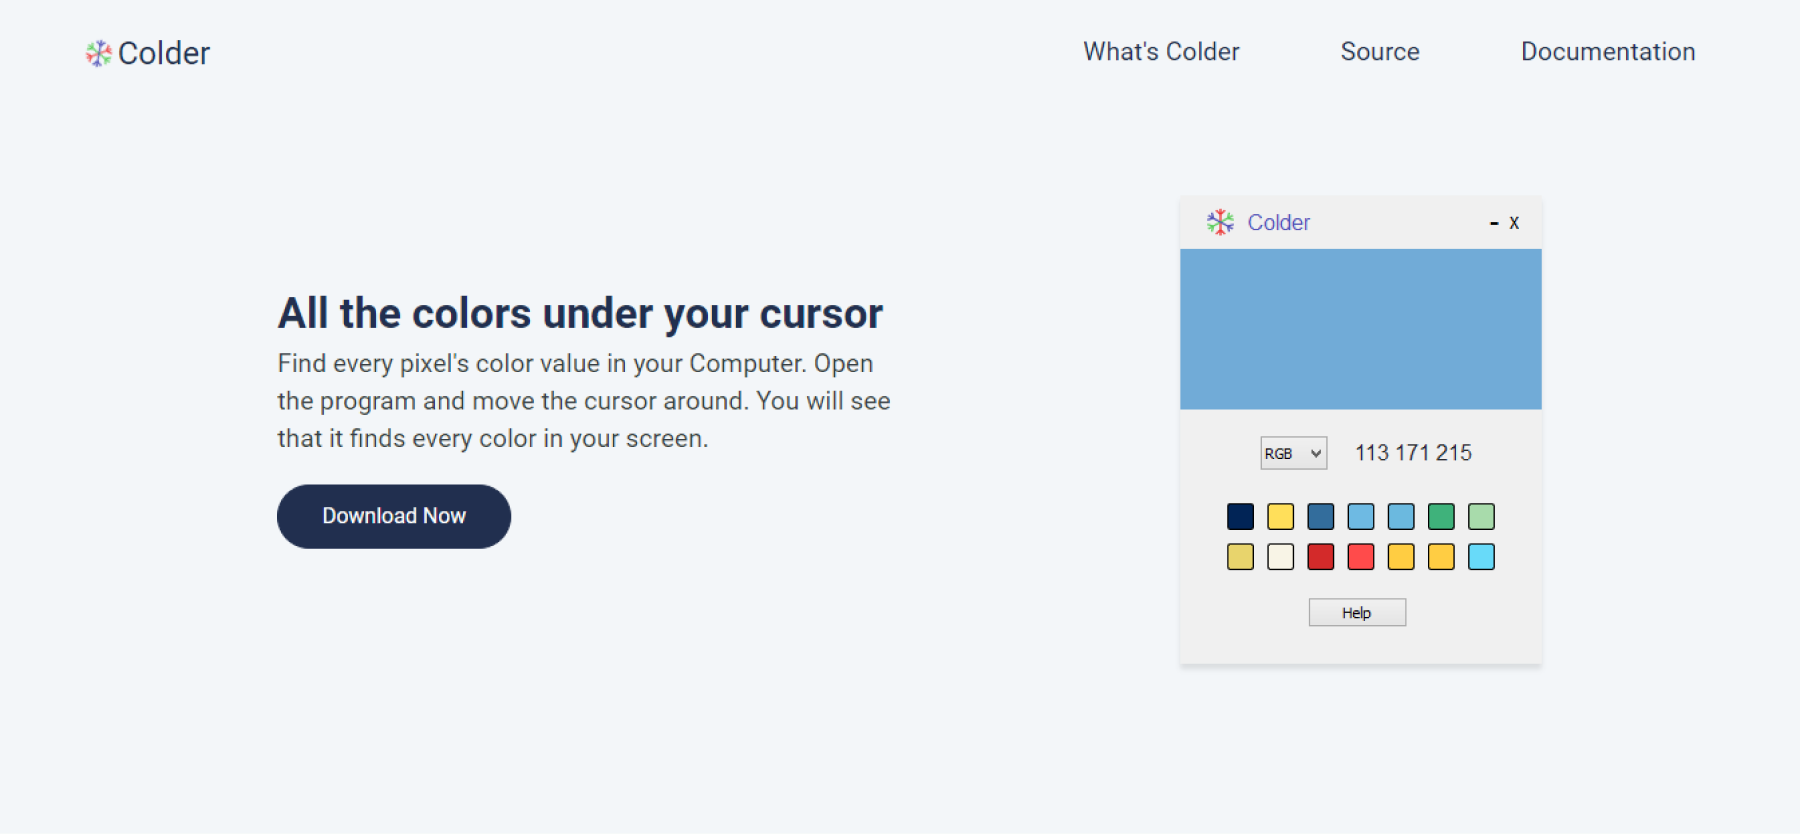 Colder
What's Colder
Source
Documentation
All the colors under your cursor
Find every pixel's color value in your Computer. Open
the program and move the cursor around. You will see
that it finds every color in your screen.
Download Now
Colder
- X
RGB
113 171 215
Help